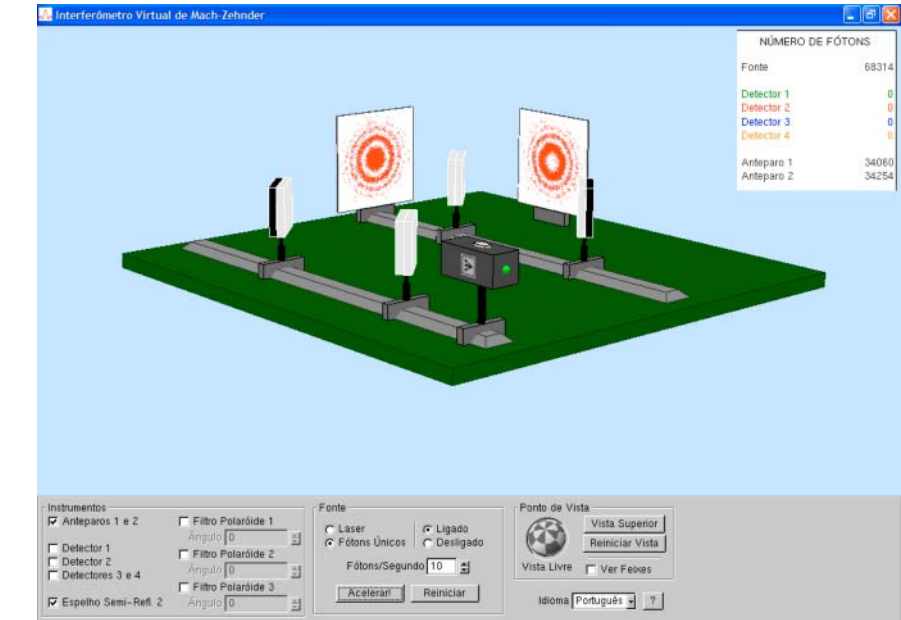 Interferômetro Virtual de Mach-Zehnder
NÚMERO DE FÓTONS
Fonte 68314
Detector 1 0
Detector 2 0
Detector 3 0
Detector 4 0
Anteparo 1 34060
Anteparo 2 34254
Instrumentos
Anteparos 1 e 2
Detector 1
Detector 2
Detectores 3 e 4
Espelho Semi-Refl. 2
Filtro Polaróide 1
Ângulo 0
Filtro Polaróide 2
Ângulo 0
Filtro Polaróide 3
Ângulo 0
Fonte
Laser
Fótons Únicos
Ligado
Desligado
Fótons/Segundo 10
Acelerar!
Reiniciar
Ponto de Vista
Vista Livre
Vista Superior
Reiniciar Vista
Ver Feixes
Idioma Português ?